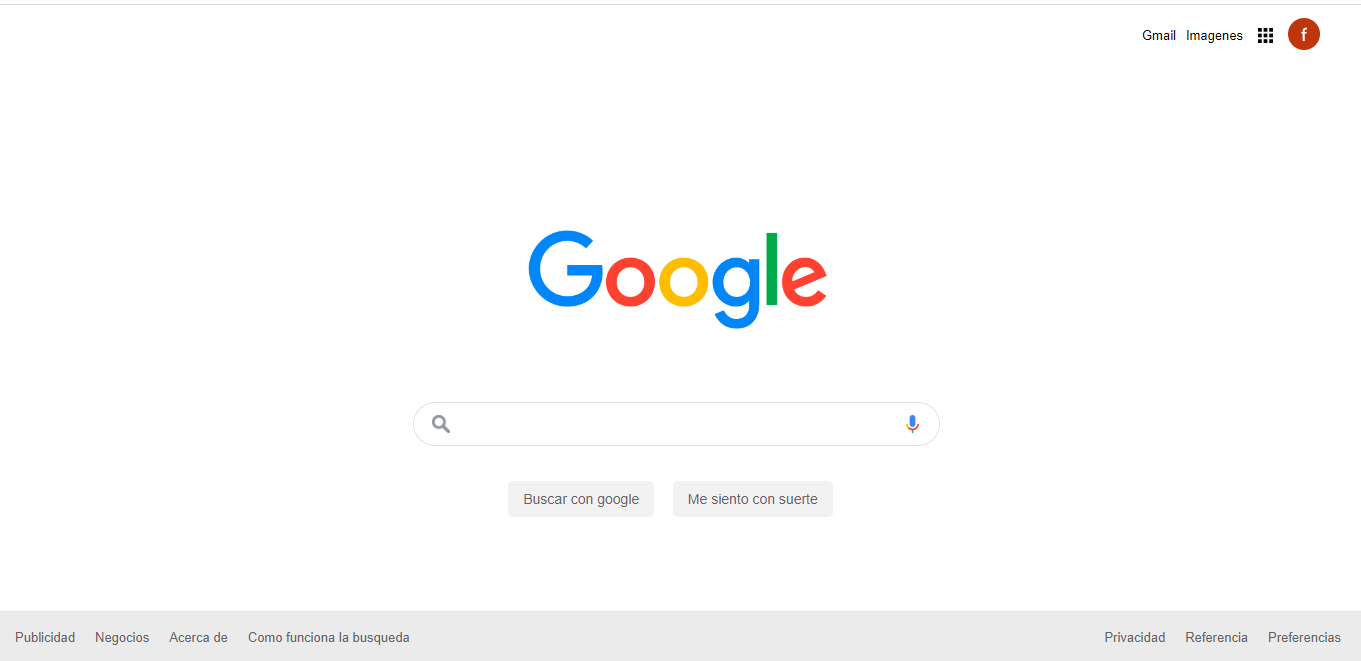 Gmail Imagenes f
Google
Buscar con google Me siento con suerte
Publicidad Negocios Acerca de Como funciona la busqueda Privacidad Referencia Preferencias